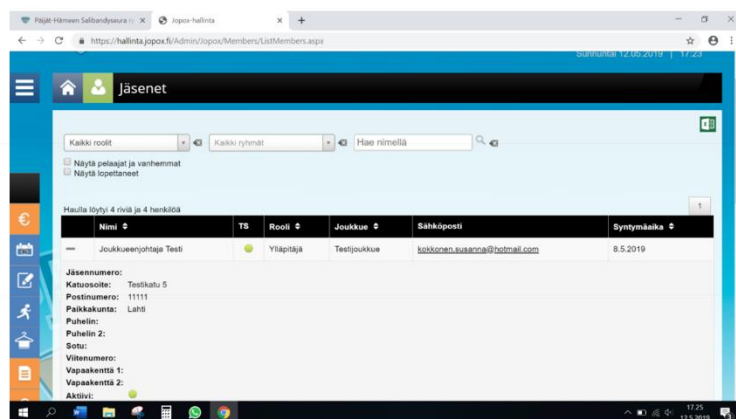 Päijät-Hämeen Salibandyseura r
Jopox-hallinta
https://hallinta.jopox.fi/Admin/Jopox/Members/ListMembers.aspx
Sunnuntai 12.05.2019 | 17:23
Jäsenet
Kaikki roolit
Kaikki ryhmät
Hae nimellä
Näytä pelaajat ja vanhemmat
Näytä lopettaneet
Haulla löytyi 4 riviä ja 4 henkilöä
1
Nimi TS Rooli Joukkue Sähköposti Syntymäaika
Joukkueenjohtaja Testi Ylläpitäjä Testijoukkue kokkonen.susanna@hotmail.com 8.5.2019
Jäsennumero:
Katuosoite: Testikatu 5
Postinumero: 11111
Paikkakunta: Lahti
Puhelin:
Puhelin 2:
Sotu:
Viitenumero:
Vapaakenttä 1:
Vapaakenttä 2:
Aktiivi:
17.25
12.5.2019